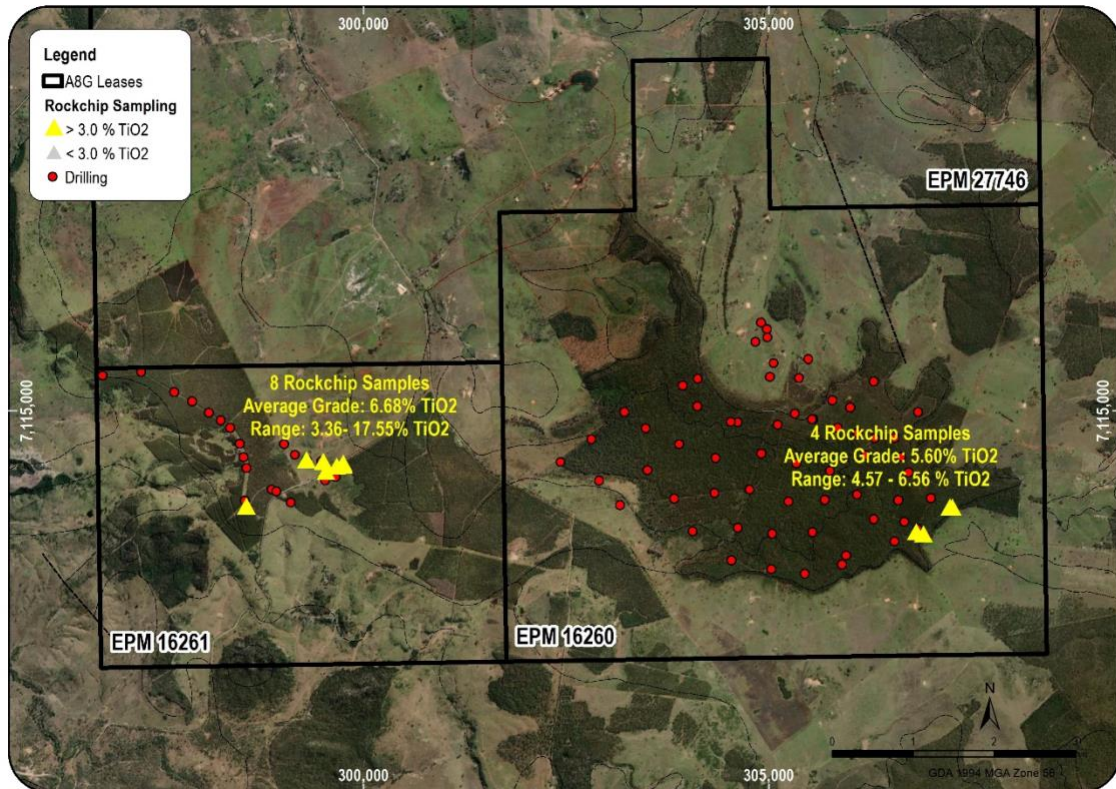 300,000
305,000
Legend
A8G Leases
Rockchip Sampling
> 3.0 % TiO2
< 3.0 % TiO2
Drilling
EPM 27746
7,115,000
7,115,000
8 Rockchip Samples
Average Grade: 6.68% TiO2
Range: 3.36- 17.55% TiO2
4 Rockchip Samples
Average Grade: 5.60% TiO2
Range: 4.57 - 6.56 % TiO2
EPM 16261
EPM 16260
N
0 1 2 4
GDA 1994 MGA Zone 56
300,000
305,000